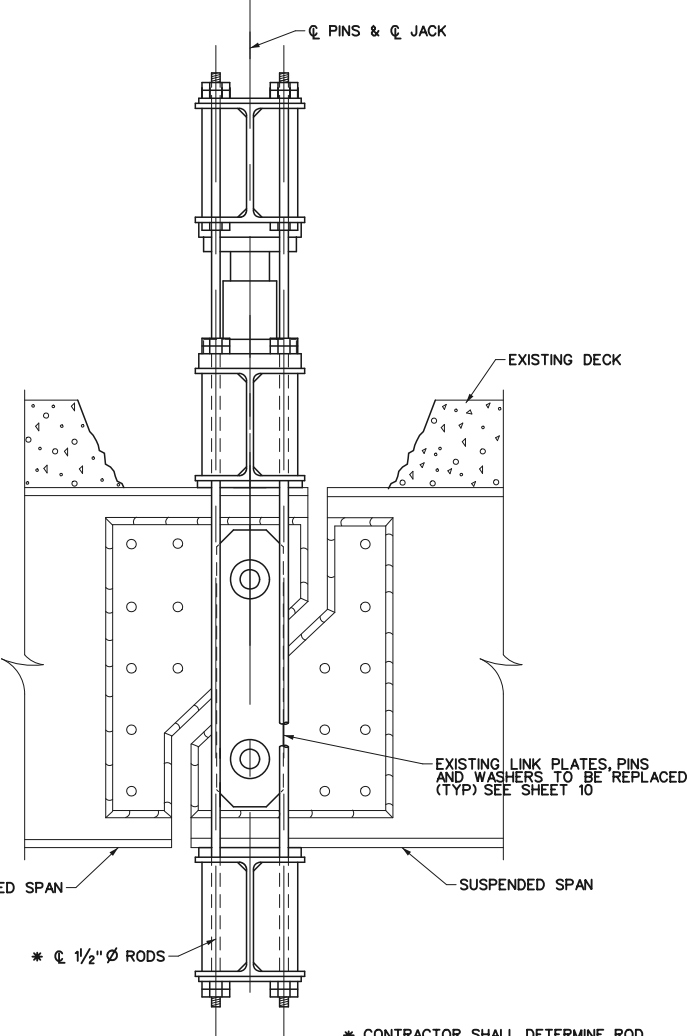 ℄ PINS & ℄ JACK
EXISTING DECK
EXISTING LINK PLATES, PINS
AND WASHERS TO BE REPLACED
(TYP) SEE SHEET 10
ED SPAN
SUSPENDED SPAN
* ℄ 1½"Ø RODS
* CONTRACTOR SHALL DETERMINE ROD